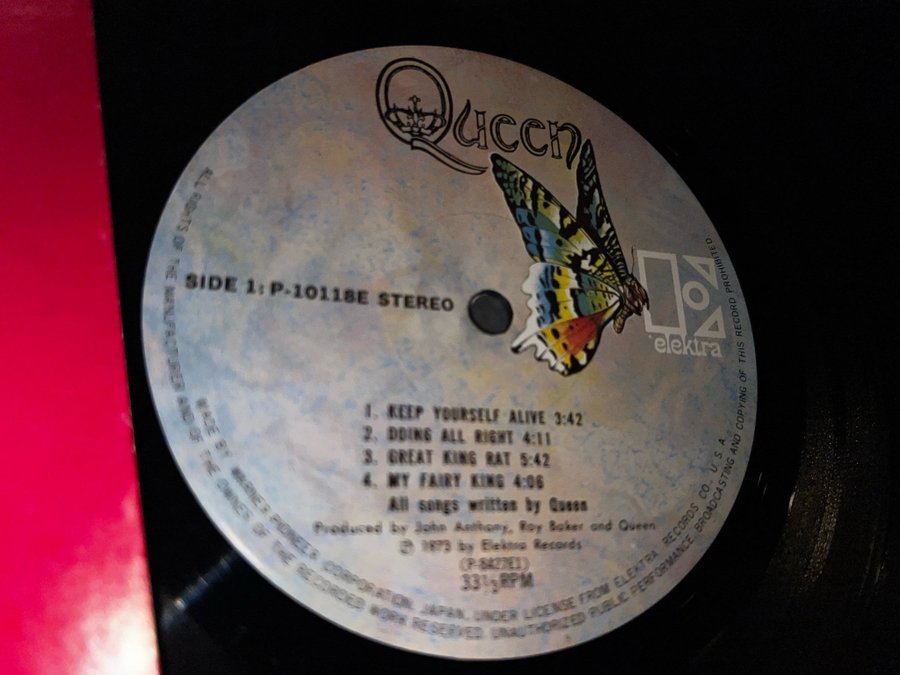 Queen
elektra
SIDE 1: P-10118E STEREO
1. KEEP YOURSELF ALIVE 3:42
2. DOING ALL RIGHT 4:11
3. GREAT KING RAT 5:42
4. MY FAIRY KING 4:06
All songs written by Queen
Produced by John Anthony, Roy Baker and Queen
℗ 1973 by Elektra Records
(P-8427E1)
33⅓RPM
MADE BY WARNER-PIONEER CORPORATION, JAPAN, UNDER LICENSE FROM ELEKTRA RECORDS CO., U. S. A.
ALL RIGHTS OF THE MANUFACTURER AND OF THE OWNER OF THE RECORDED WORK RESERVED. UNAUTHORIZED PUBLIC PERFORMANCE, BROADCASTING AND COPYING OF THIS RECORD PROHIBITED.